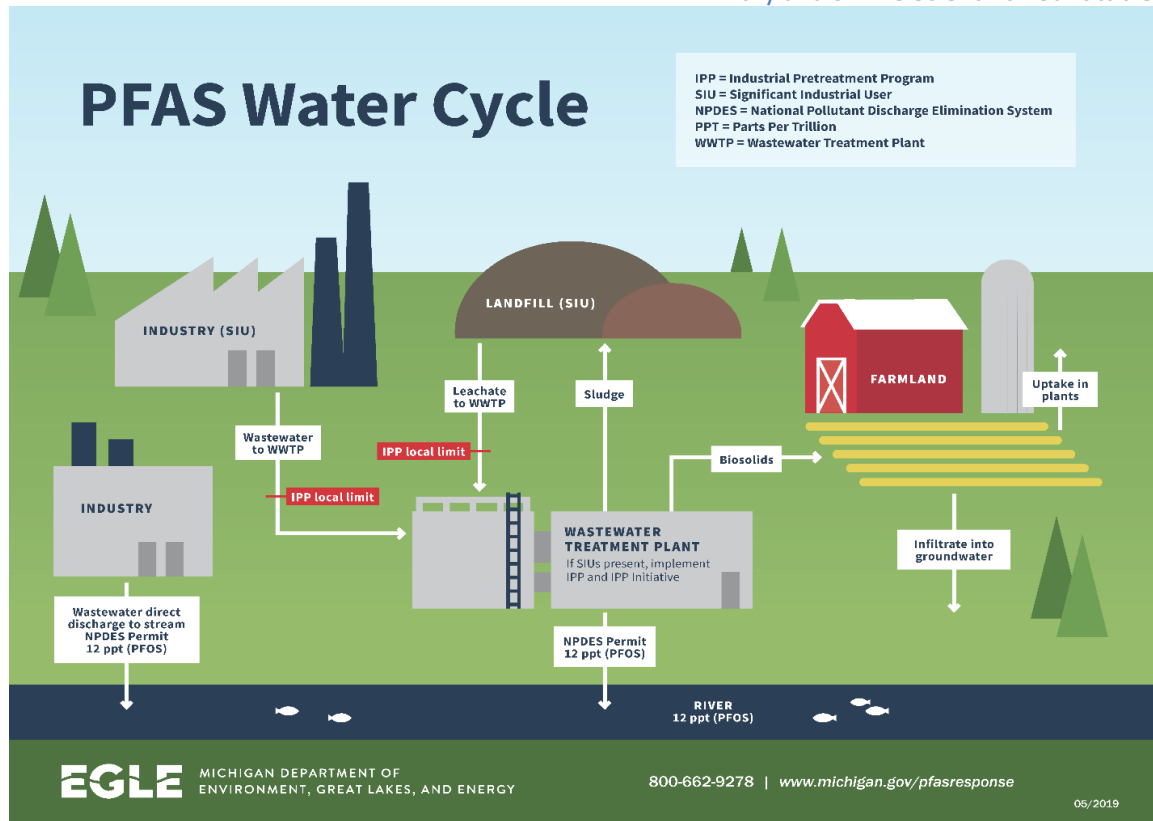 PFAS Water Cycle
IPP = Industrial Pretreatment Program
SIU = Significant Industrial User
NPDES = National Pollutant Discharge Elimination System
PPT = Parts Per Trillion
WWTP = Wastewater Treatment Plant
INDUSTRY (SIU)
LANDFILL (SIU)
FARMLAND
Uptake in
plants
Leachate
to WWTP
Sludge
Wastewater
to WWTP
IPP local limit
Biosolids
IPP local limit
INDUSTRY
WASTEWATER
TREATMENT PLANT
If SIUs present, implement
IPP and IPP Initiative
Infiltrate into
groundwater
Wastewater direct
discharge to stream
NPDES Permit
12 ppt (PFOS)
NPDES Permit
12 ppt (PFOS)
RIVER
12 ppt (PFOS)
EGLE
MICHIGAN DEPARTMENT OF
ENVIRONMENT, GREAT LAKES, AND ENERGY
800-662-9278 | www.michigan.gov/pfasresponse
05/2019